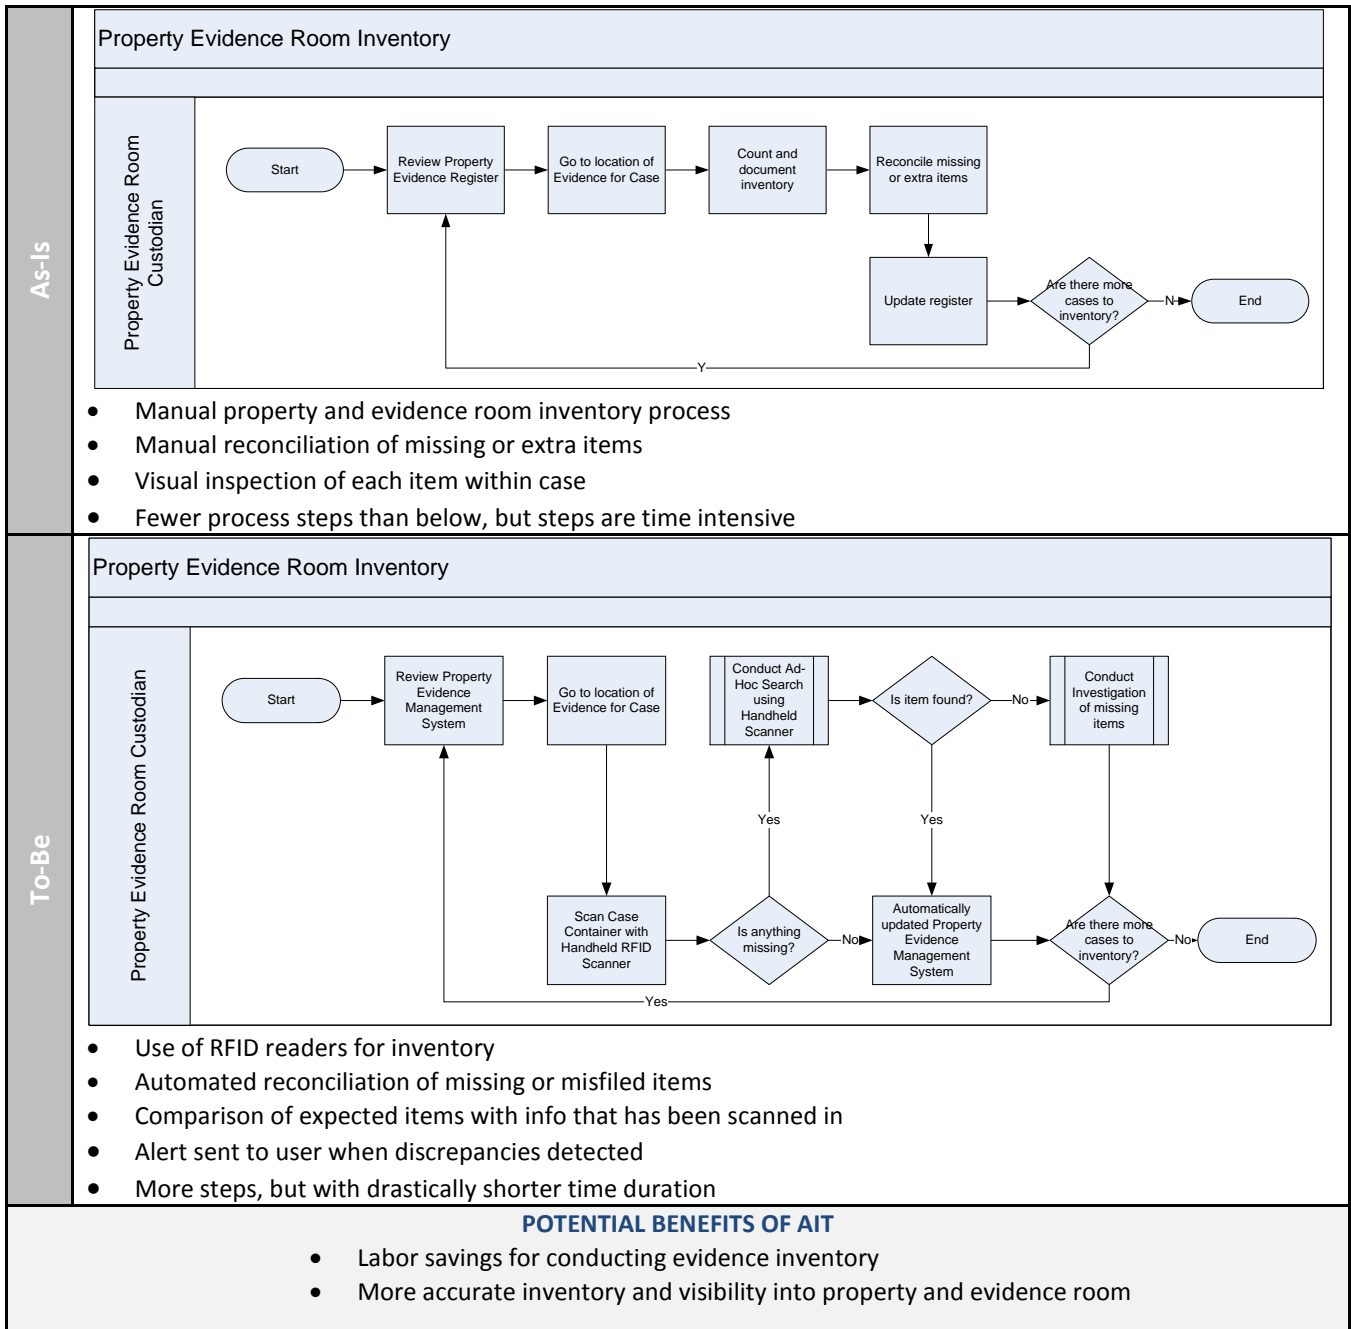 As-Is
Property Evidence Room Inventory
Property Evidence Room
Custodian
Start
Review Property
Evidence Register
Go to location of
Evidence for Case
Count and
document
inventory
Reconcile missing
or extra items
Update register
Are there more
cases to
inventory?
N
End
Y
• Manual property and evidence room inventory process
• Manual reconciliation of missing or extra items
• Visual inspection of each item within case
• Fewer process steps than below, but steps are time intensive
To-Be
Property Evidence Room Inventory
Property Evidence Room Custodian
Start
Review Property
Evidence
Management
System
Go to location of
Evidence for Case
Conduct Ad-
Hoc Search
using
Handheld
Scanner
Is item found?
No
Conduct
Investigation
of missing
items
Yes
Yes
Scan Case
Container with
Handheld RFID
Scanner
Is anything
missing?
No
Automatically
updated Property
Evidence
Management
System
Are there more
cases to
inventory?
No
End
Yes
• Use of RFID readers for inventory
• Automated reconciliation of missing or misfiled items
• Comparison of expected items with info that has been scanned in
• Alert sent to user when discrepancies detected
• More steps, but with drastically shorter time duration
POTENTIAL BENEFITS OF AIT
• Labor savings for conducting evidence inventory
• More accurate inventory and visibility into property and evidence room